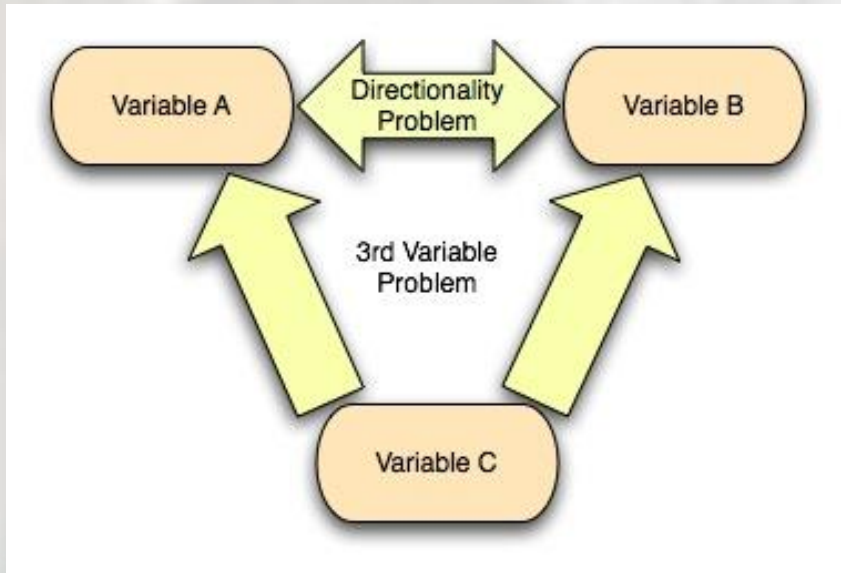 Variable A
Directionality
Problem
Variable B
3rd Variable
Problem
Variable C